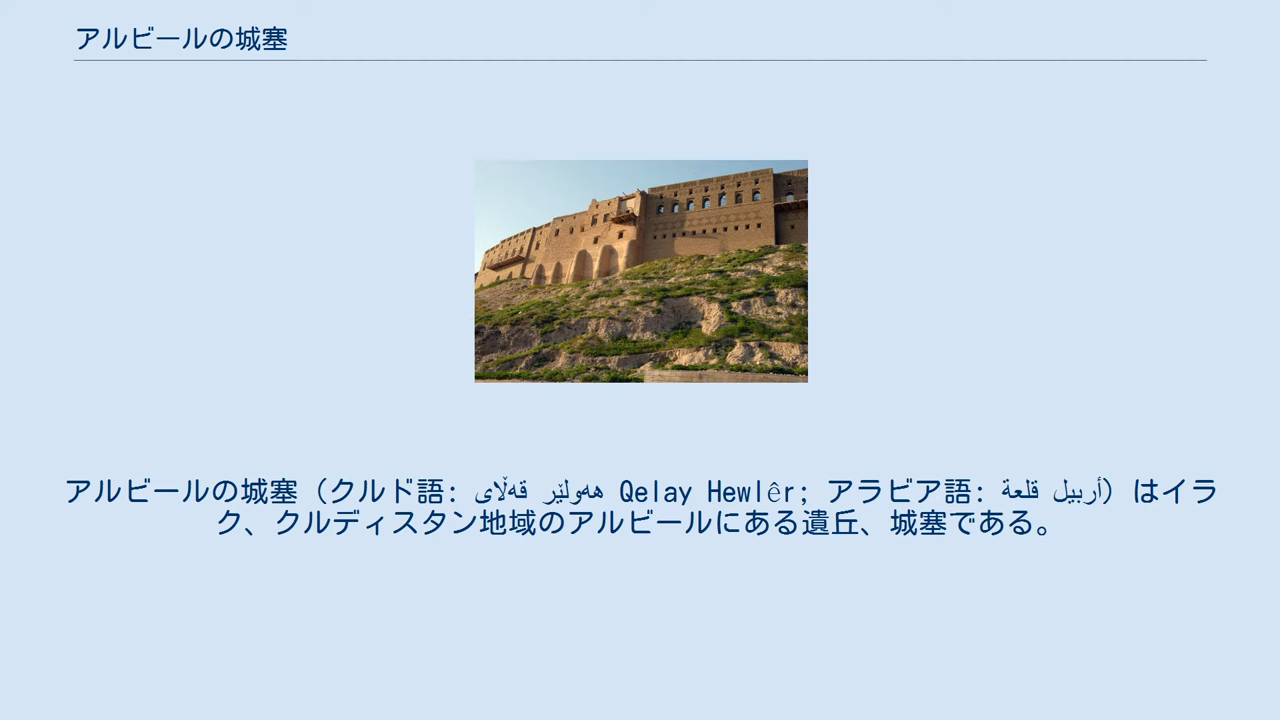 アルビールの城塞
アルビールの城塞（クルド語: قەڵای هەولێر Qelay Hewlêr; アラビア語: قلعة أربيل）はイラ
ク、クルディスタン地域のアルビールにある遺丘、城塞である。